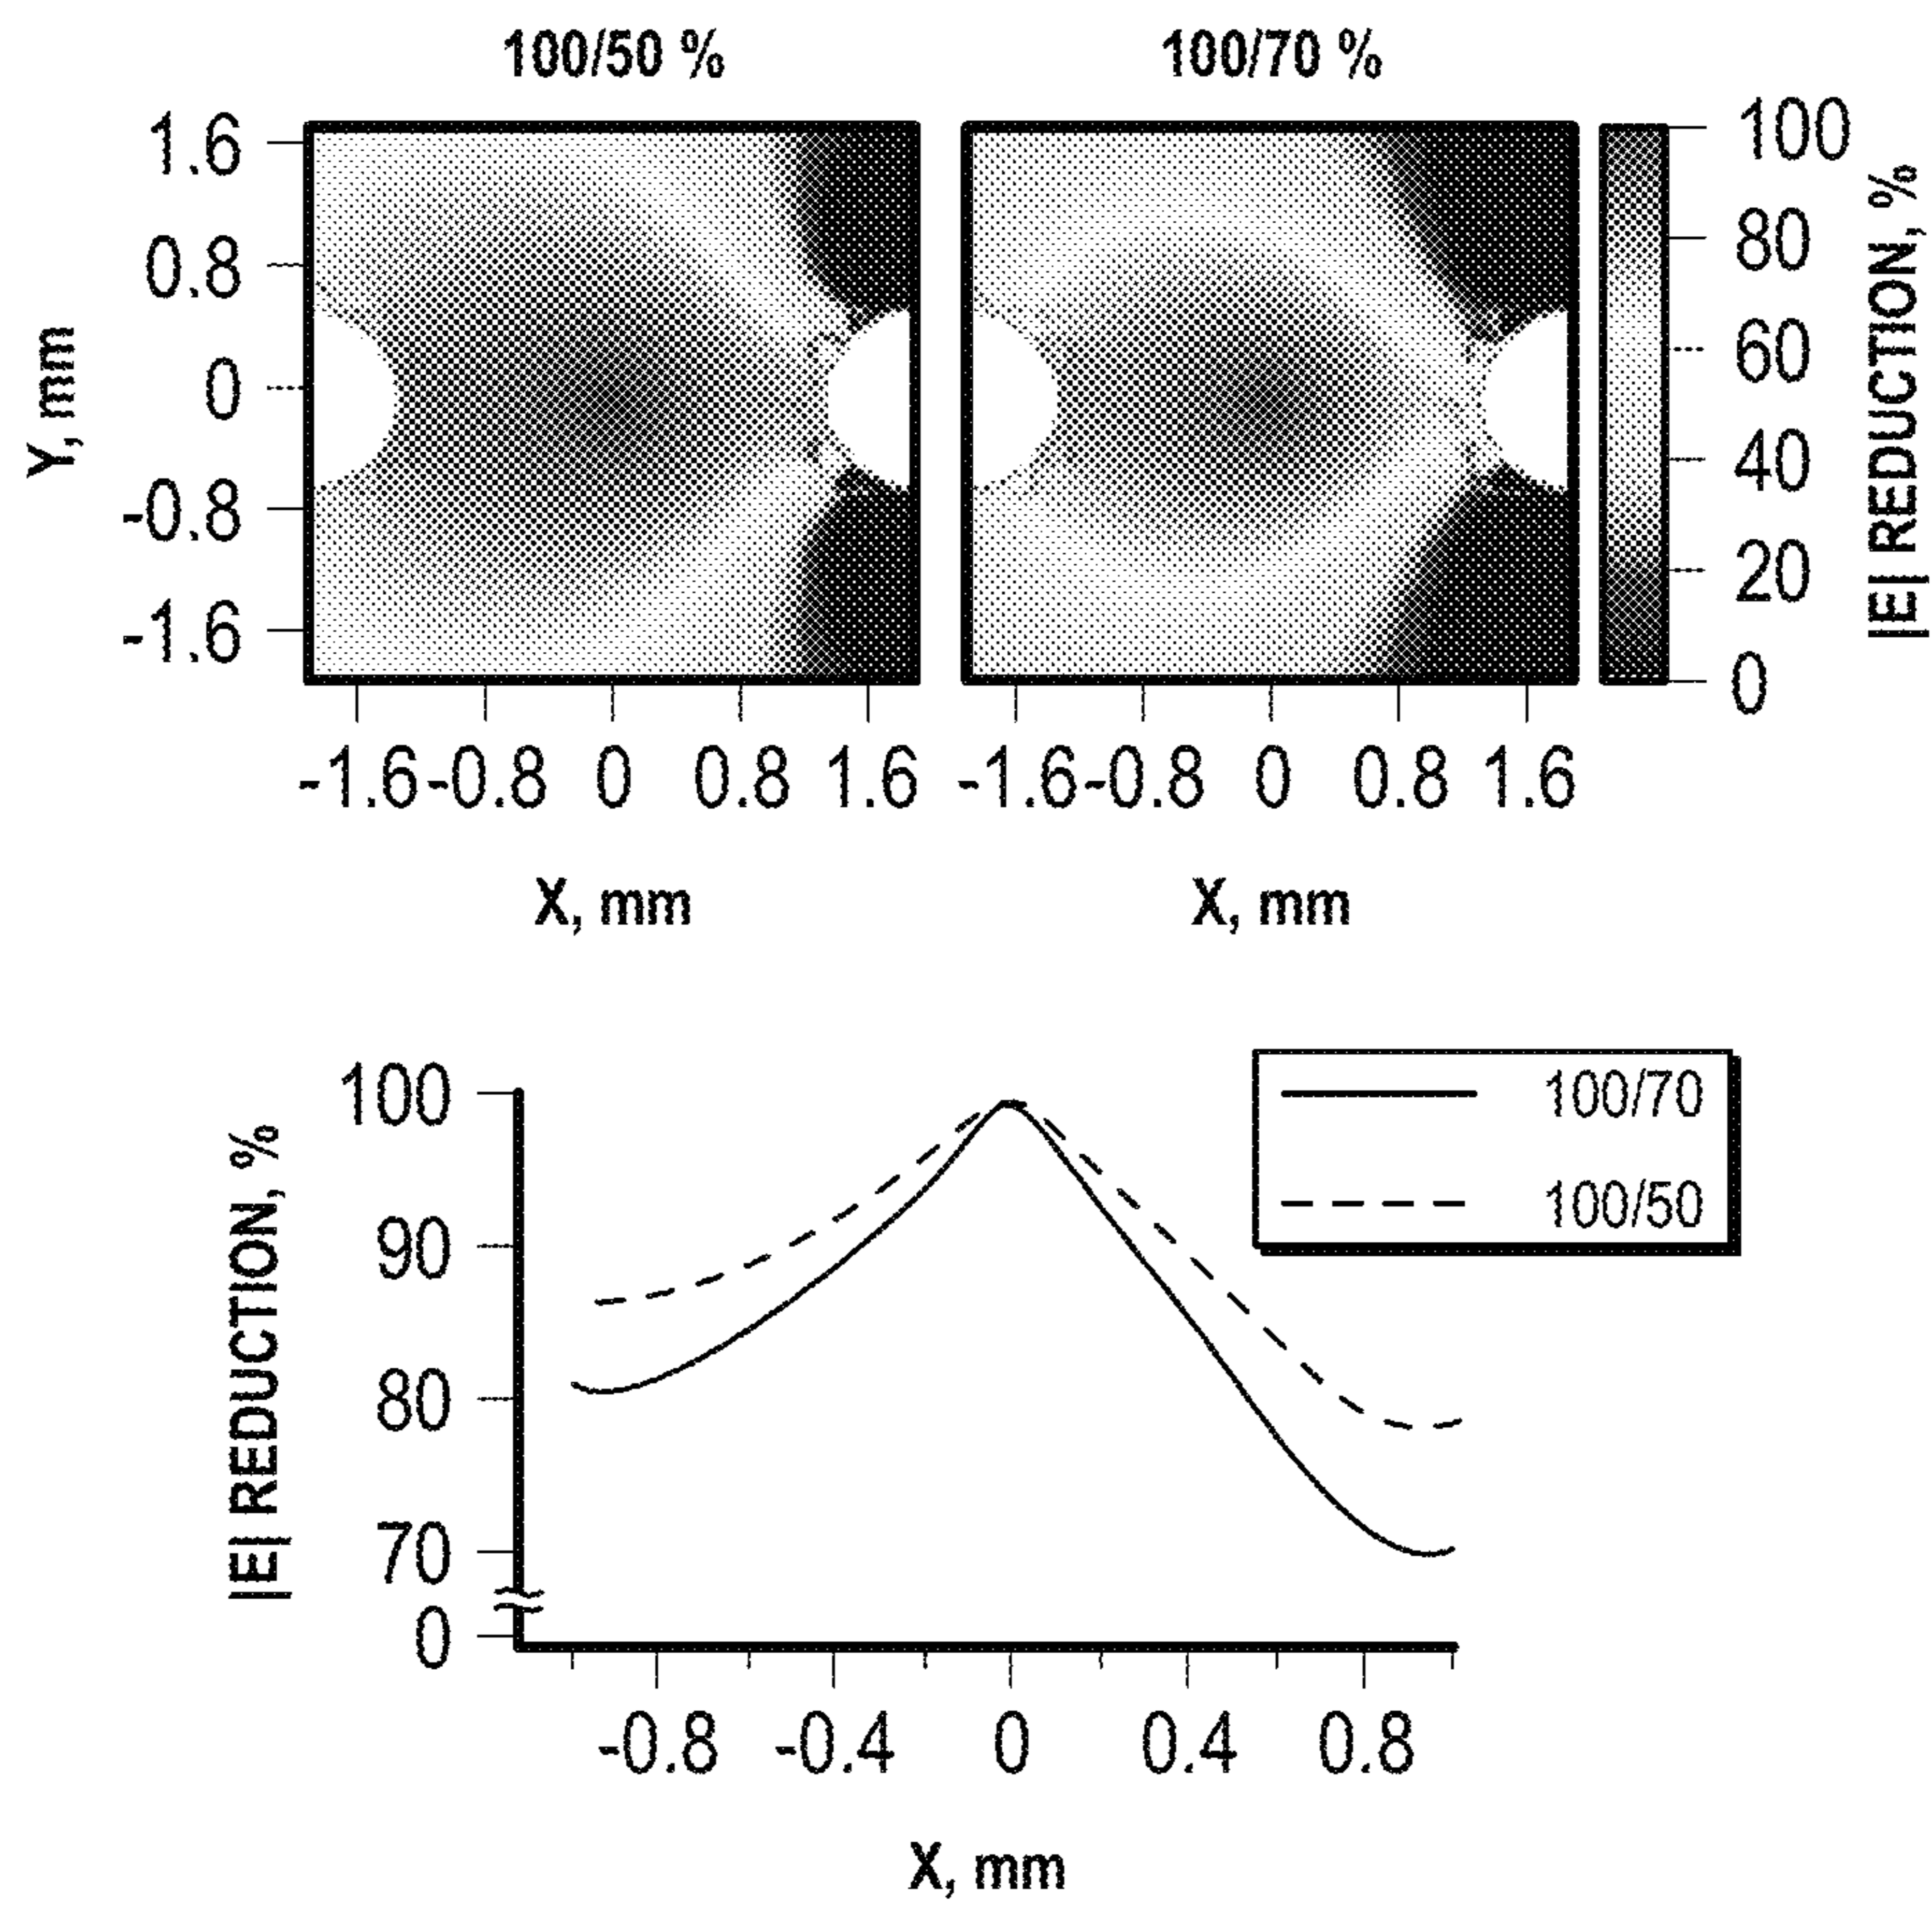 100/50 %
100/70 %
Y, mm
1.6
0.8
0
-0.8
-1.6
-1.6 -0.8 0 0.8 1.6
-1.6 -0.8 0 0.8 1.6
X, mm
X, mm
100
80
60
40
20
0
|E| REDUCTION, %
|E| REDUCTION, %
100
90
80
70
0
100/70
100/50
-0.8 -0.4 0 0.4 0.8
X, mm